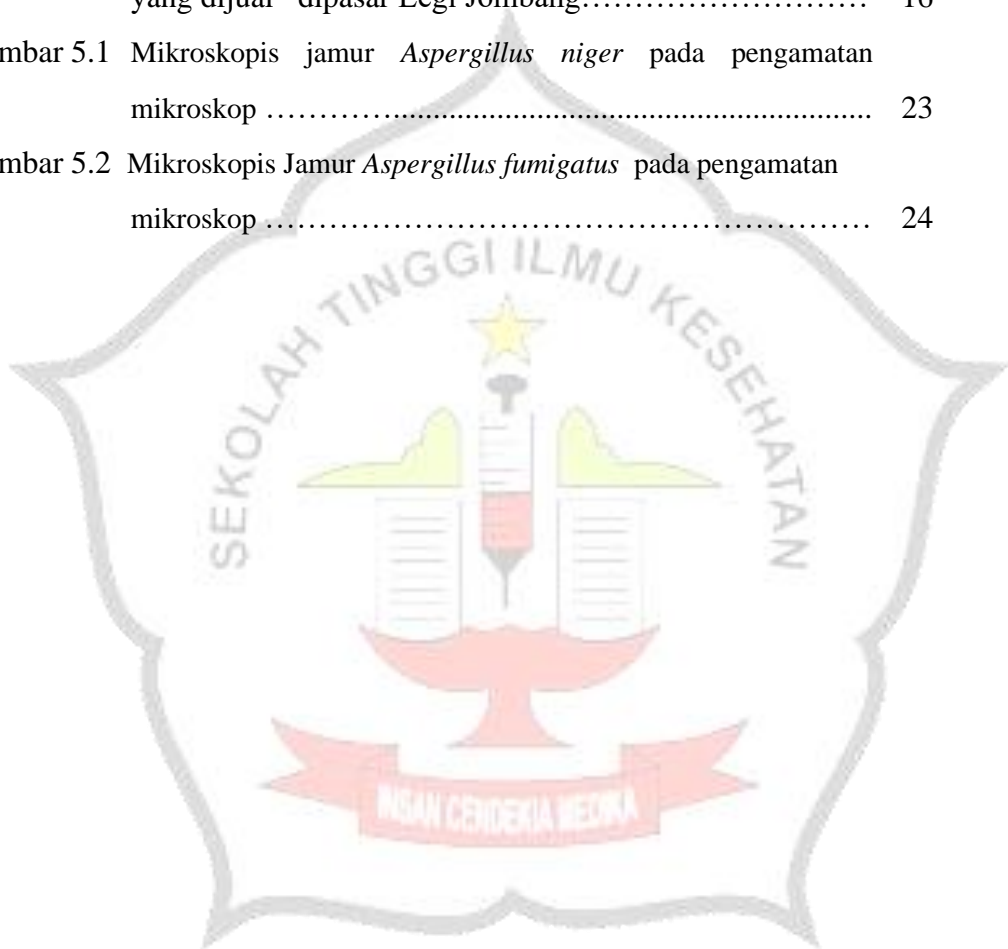 yang dijual dipasar Legi Jombang………………………… 16
mbar 5.1 Mikroskopis jamur Aspergillus niger pada pengamatan
mikroskop …………................................................................ 23
mbar 5.2 Mikroskopis Jamur Aspergillus fumigatus pada pengamatan
mikroskop ………………………………………………… 24
SEKOLAH TINGGI ILMU KESEHATAN
INSAN CENDEKIA MEDIKA